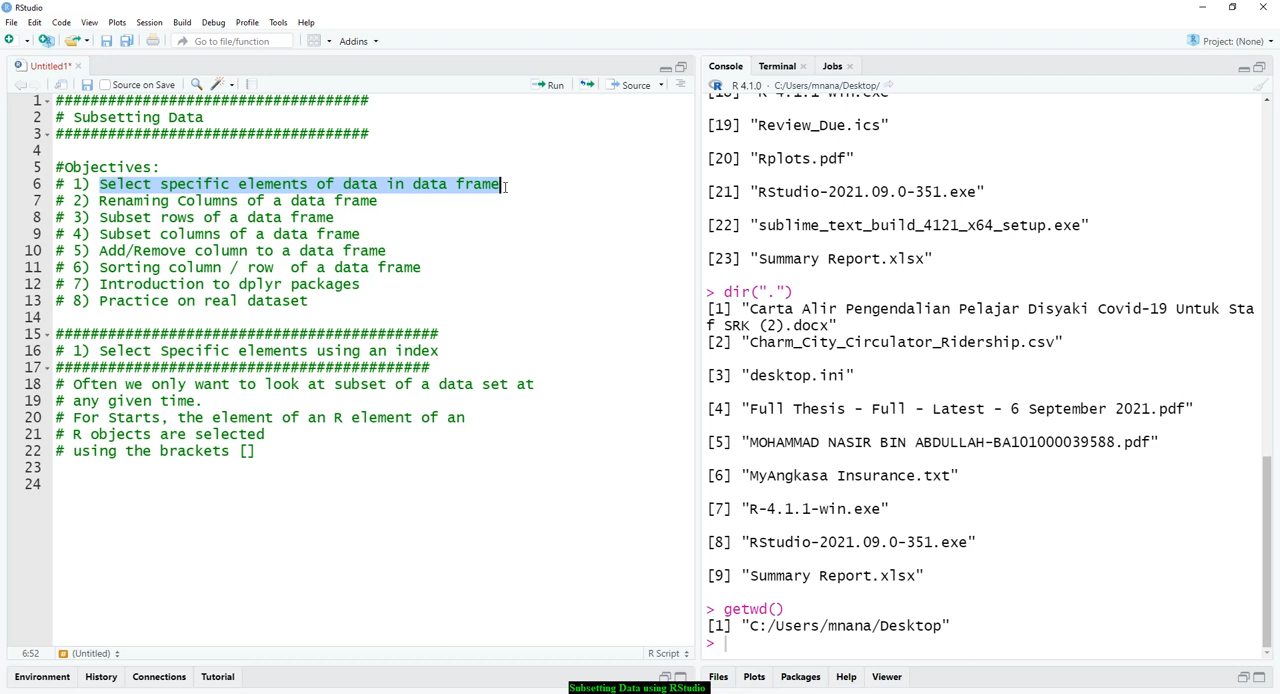 RStudio
File Edit Code View Plots Session Build Debug Profile Tools Help
Go to file/function Addins Project: (None)
Untitled1*
Source on Save Run Source
1 ####################################
2 # Subsetting Data
3 ####################################
4
5 #Objectives:
6 # 1) Select specific elements of data in data frame
7 # 2) Renaming Columns of a data frame
8 # 3) Subset rows of a data frame
9 # 4) Subset columns of a data frame
10 # 5) Add/Remove column to a data frame
11 # 6) Sorting column / row  of a data frame
12 # 7) Introduction to dplyr packages
13 # 8) Practice on real dataset
14
15 ############################################
16 # 1) Select Specific elements using an index
17 ###########################################
18 # Often we only want to look at subset of a data set at
19 # any given time.
20 # For Starts, the element of an R element of an
21 # R objects are selected
22 # using the brackets []
23
24
6:52 (Untitled) R Script
Environment History Connections Tutorial
Console Terminal Jobs
R 4.1.0 · C:/Users/mnana/Desktop/
[18] "R-4.1.1-win.exe"
[19] "Review_Due.ics"
[20] "Rplots.pdf"
[21] "RStudio-2021.09.0-351.exe"
[22] "sublime_text_build_4121_x64_setup.exe"
[23] "Summary Report.xlsx"
> dir(".")
[1] "Carta Alir Pengendalian Pelajar Disyaki Covid-19 Untuk Sta
f SRK (2).docx"
[2] "Charm_City_Circulator_Ridership.csv"
[3] "desktop.ini"
[4] "Full Thesis - Full - Latest - 6 September 2021.pdf"
[5] "MOHAMMAD NASIR BIN ABDULLAH-BA101000039588.pdf"
[6] "MyAngkasa Insurance.txt"
[7] "R-4.1.1-win.exe"
[8] "RStudio-2021.09.0-351.exe"
[9] "Summary Report.xlsx"
> getwd()
[1] "C:/Users/mnana/Desktop"
>
Files Plots Packages Help Viewer
Subsetting Data using RStudio